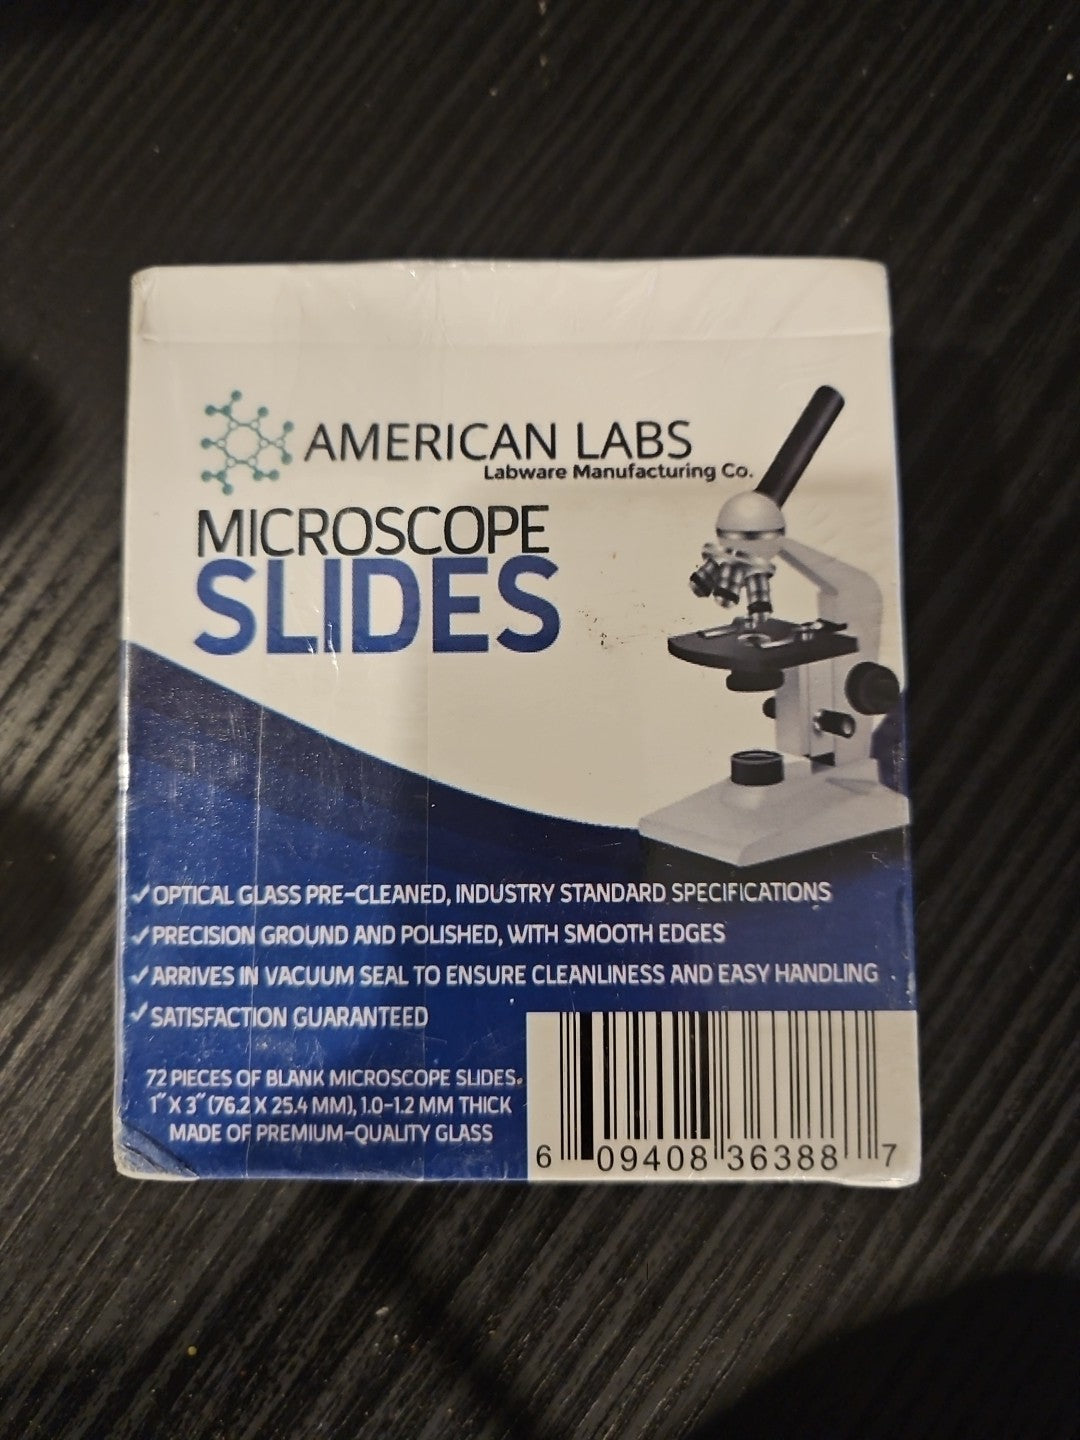 AMERICAN LABS
Labware Manufacturing Co.
MICROSCOPE
SLIDES
✓OPTICAL GLASS PRE-CLEANED, INDUSTRY STANDARD SPECIFICATIONS
✓PRECISION GROUND AND POLISHED, WITH SMOOTH EDGES
✓ARRIVES IN VACUUM SEAL TO ENSURE CLEANLINESS AND EASY HANDLING
✓SATISFACTION GUARANTEED
72 PIECES OF BLANK MICROSCOPE SLIDES.
1" X 3" (76.2 X 25.4 MM), 1.0-1.2 MM THICK
MADE OF PREMIUM-QUALITY GLASS
6 09408 36388 7